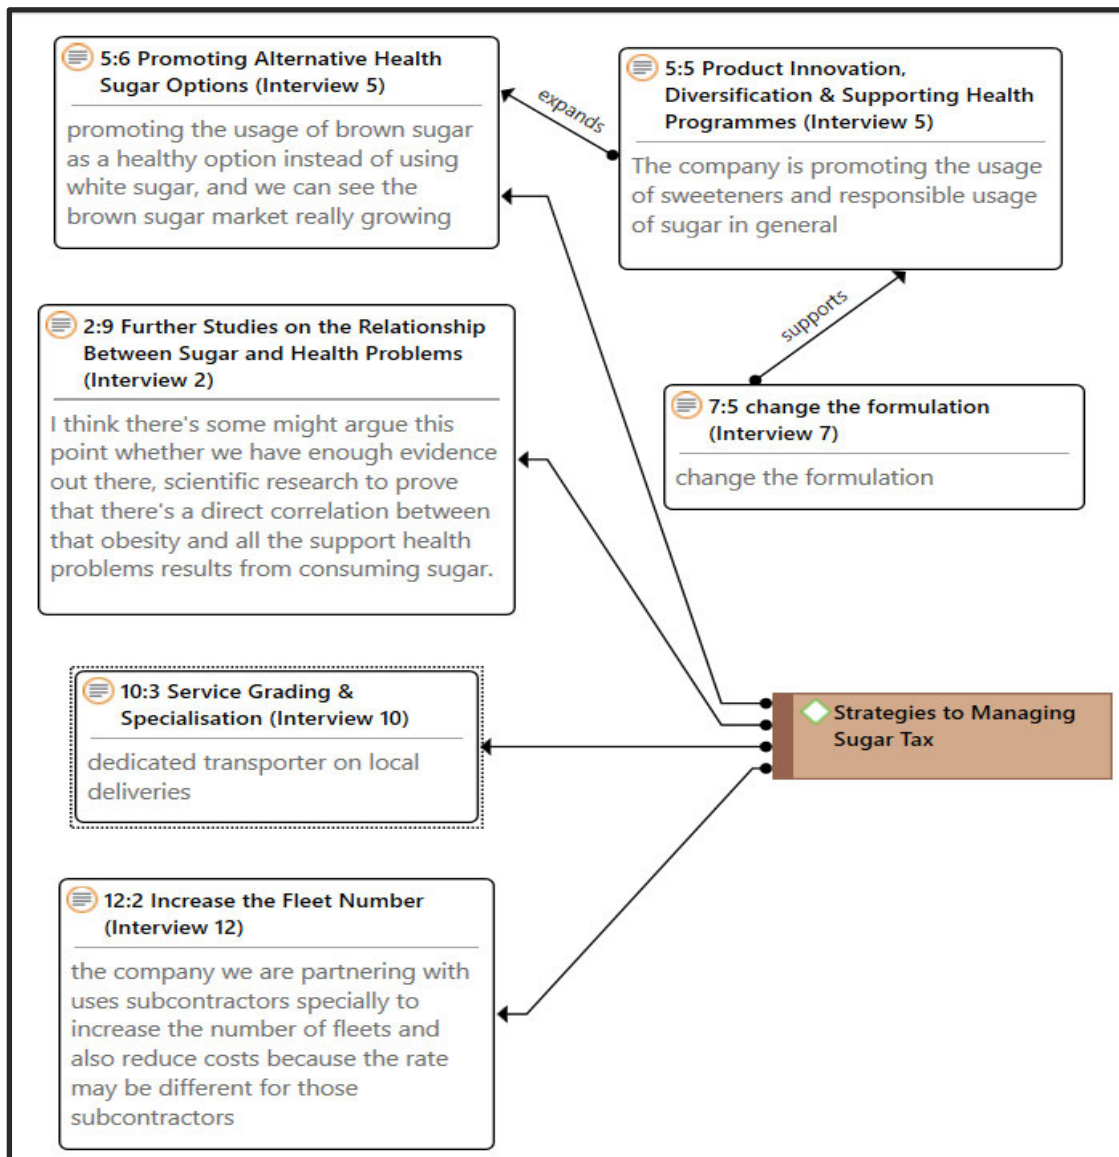 5:6 Promoting Alternative Health
Sugar Options (Interview 5)
promoting the usage of brown sugar
as a healthy option instead of using
white sugar, and we can see the
brown sugar market really growing
expands
5:5 Product Innovation,
Diversification & Supporting Health
Programmes (Interview 5)
The company is promoting the usage
of sweeteners and responsible usage
of sugar in general
supports
7:5 change the formulation
(Interview 7)
change the formulation
2:9 Further Studies on the Relationship
Between Sugar and Health Problems
(Interview 2)
I think there's some might argue this
point whether we have enough evidence
out there, scientific research to prove
that there's a direct correlation between
that obesity and all the support health
problems results from consuming sugar.
10:3 Service Grading &
Specialisation (Interview 10)
dedicated transporter on local
deliveries
Strategies to Managing
Sugar Tax
12:2 Increase the Fleet Number
(Interview 12)
the company we are partnering with
uses subcontractors specially to
increase the number of fleets and
also reduce costs because the rate
may be different for those
subcontractors